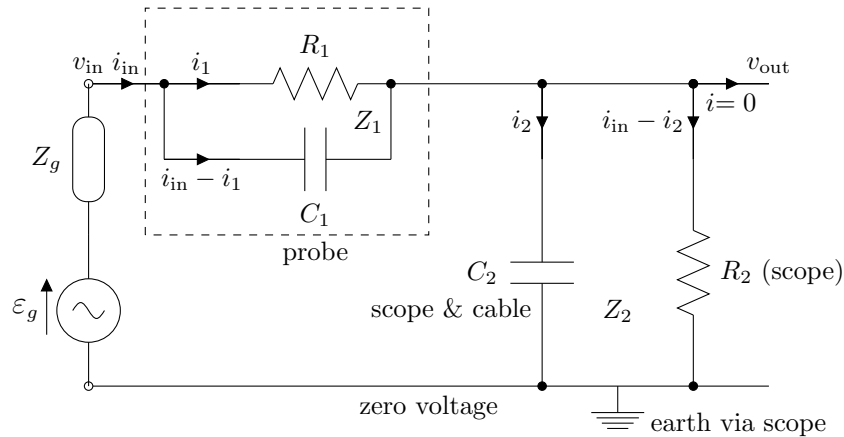 v_in i_in i_1 R_1 v_out
i = 0
Z_1
i_2 i_in − i_2
Z_g
i_in − i_1
C_1
probe
C_2 R_2 (scope)
ε_g scope & cable Z_2
zero voltage
earth via scope